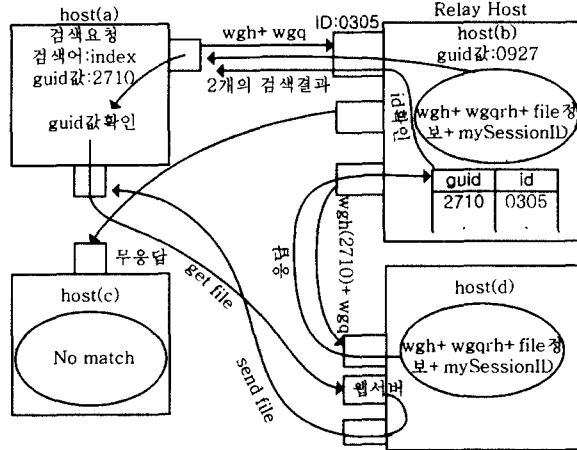 host(a)
검색요청
검색어:index
guid값:2710
guid값확인
wgh+ wgq
ID:0305
2개의 검색결과
Relay Host
host(b)
guid값:0927
wgh+ wgqrh+ file정
보+ mySessionID
id확인
guid id
2710 0305
wgh(2710)+ wgq
무응답
get file
send file
host(c)
No match
host(d)
wgh+ wgqrh+ file정
보+ mySessionID
웹서버